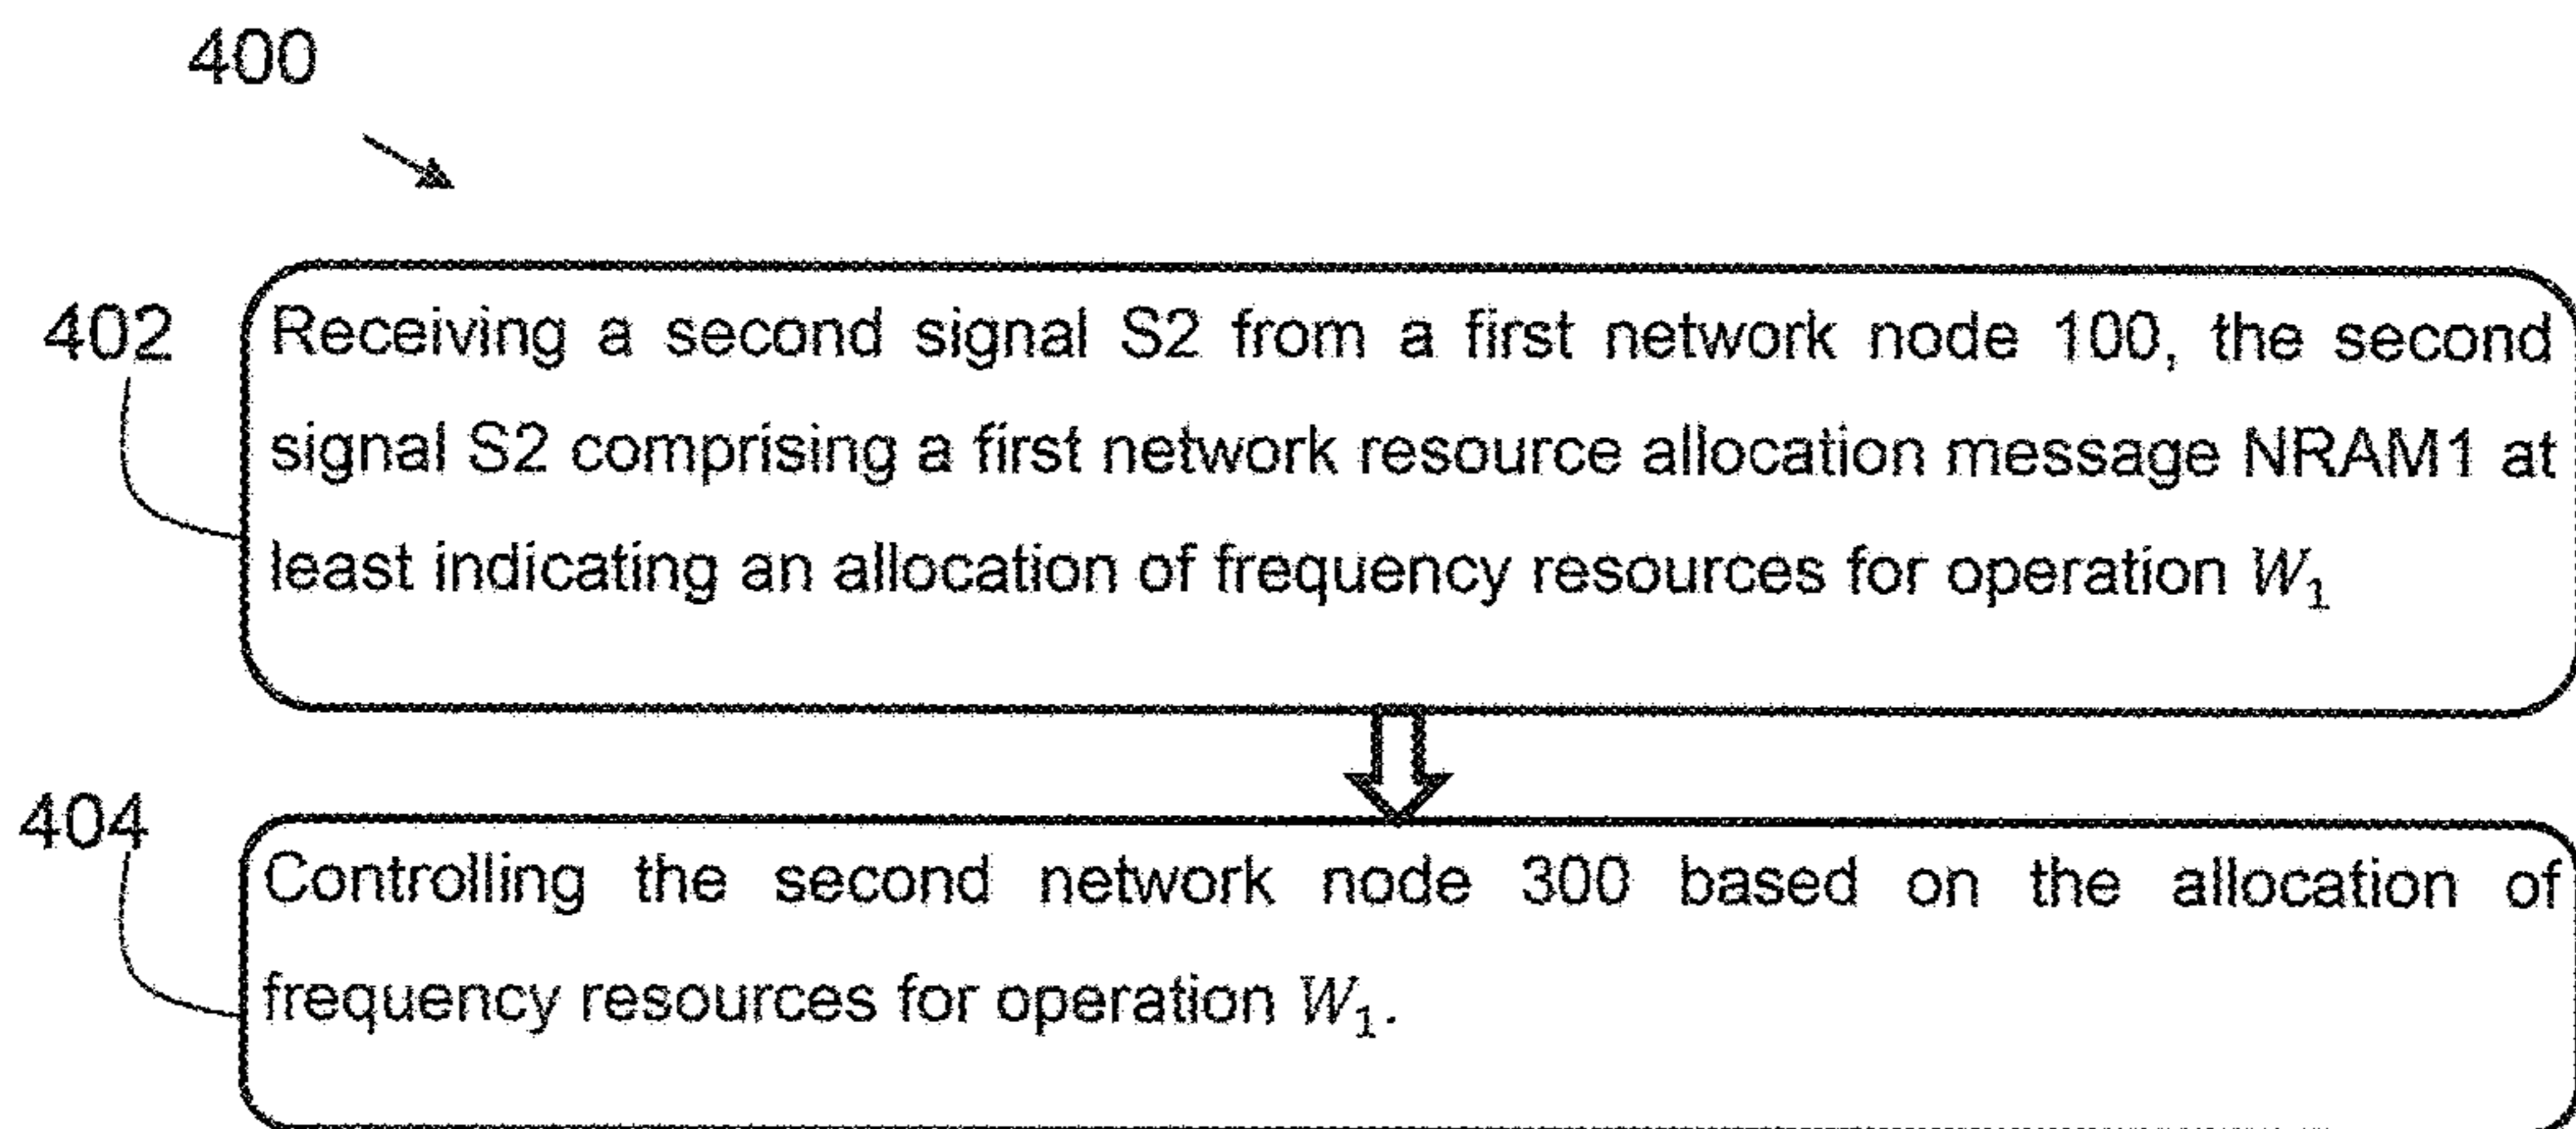 400
402
Receiving a second signal S2 from a first network node 100, the second
signal S2 comprising a first network resource allocation message NRAM1 at
least indicating an allocation of frequency resources for operation W₁
404
Controlling the second network node 300 based on the allocation of
frequency resources for operation W₁.